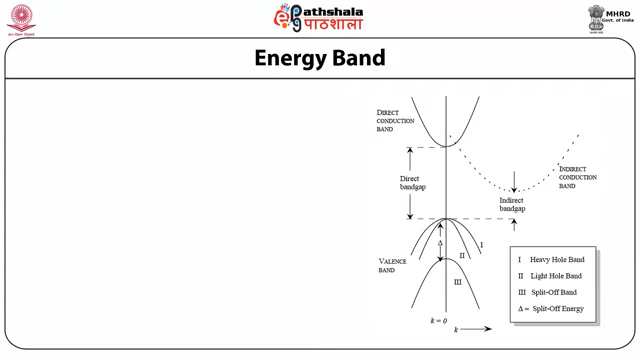 ePathshala
पाठशाला
MHRD
Govt. of India
Energy Band
DIRECT
CONDUCTION
BAND
INDIRECT
CONDUCTION
BAND
Direct
bandgap
Indirect
bandgap
Δ
I
II
VALENCE
BAND
III
k = 0
k
I Heavy Hole Band
II Light Hole Band
III Split-Off Band
Δ = Split-Off Energy